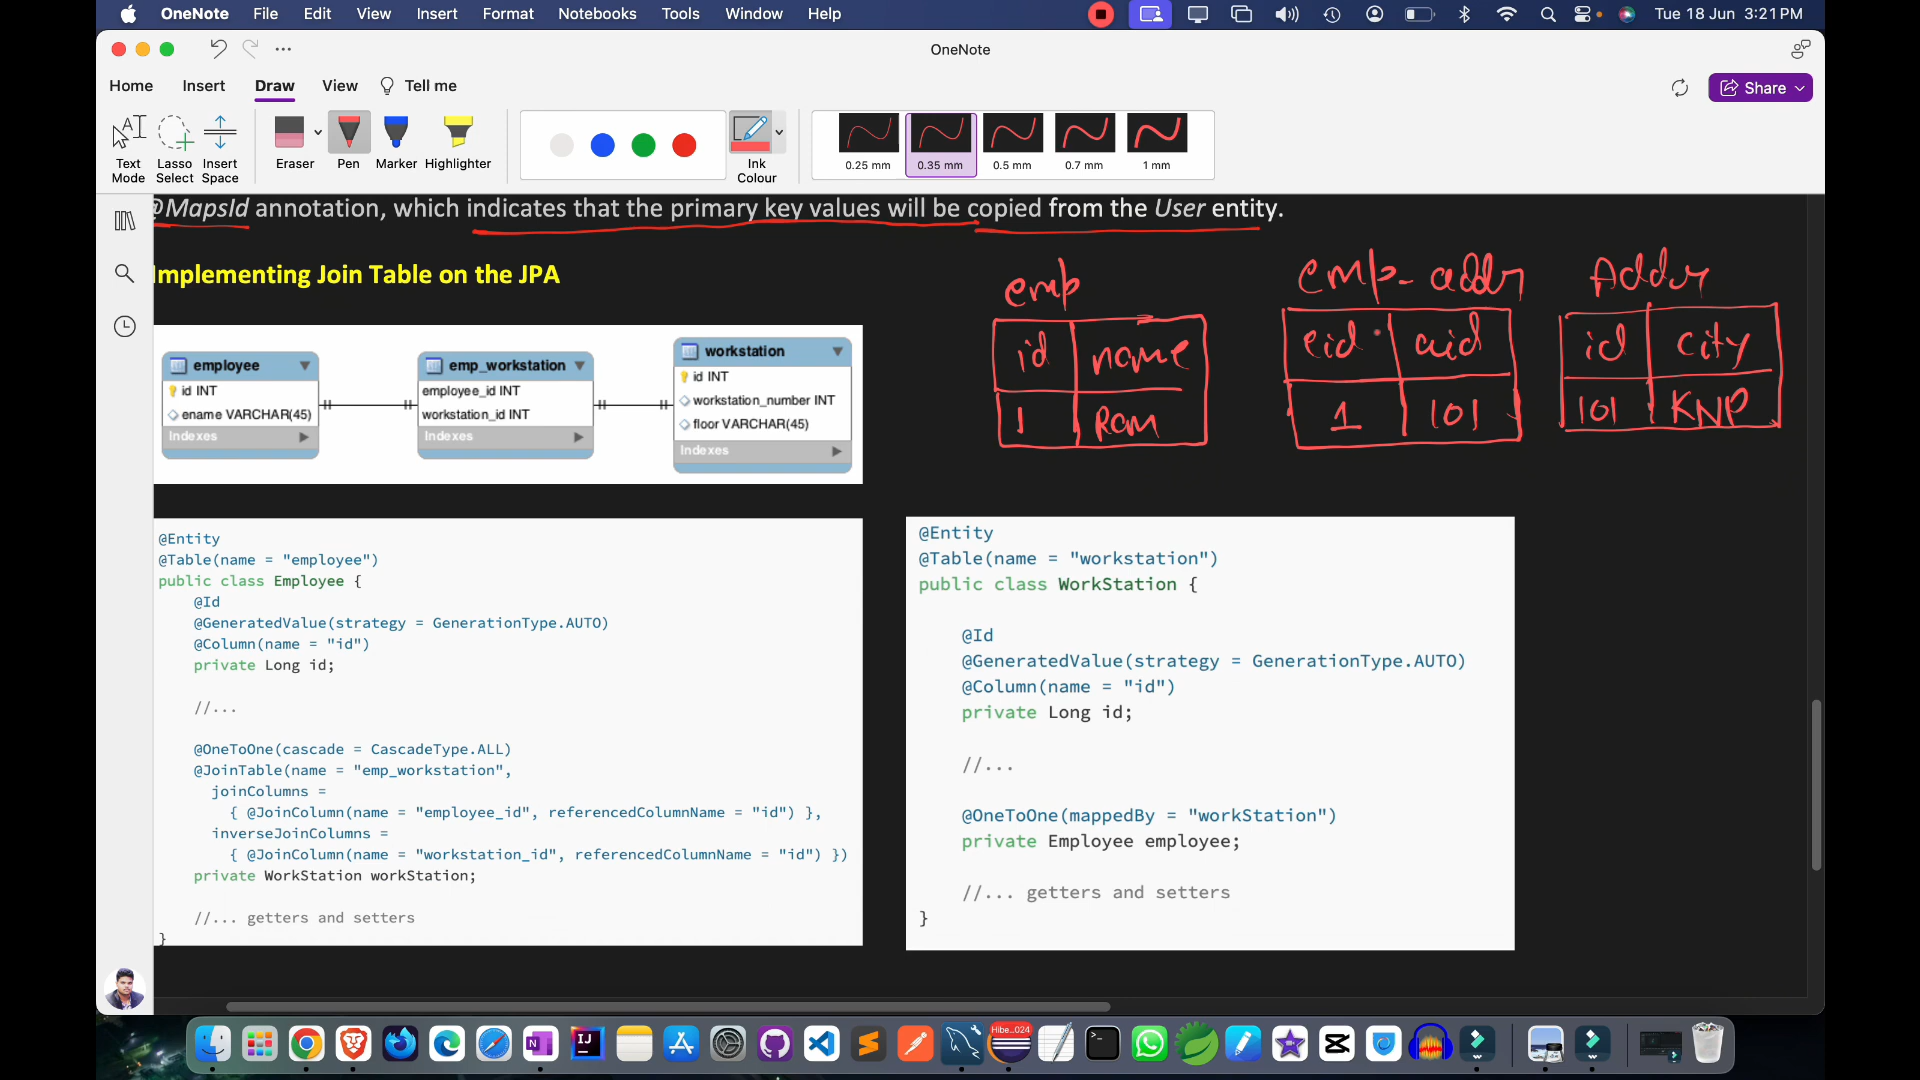 OneNote File Edit View Insert Format Notebooks Tools Window Help
Tue 18 Jun 3:21 PM
OneNote
Home Insert Draw View Tell me
Share
Text Mode
Lasso Select
Insert Space
Eraser
Pen
Marker
Highlighter
Ink Colour
0.25 mm
0.35 mm
0.5 mm
0.7 mm
1 mm
@MapsId annotation, which indicates that the primary key values will be copied from the User entity.
Implementing Join Table on the JPA
employee
id INT
ename VARCHAR(45)
Indexes
emp_workstation
employee_id INT
workstation_id INT
Indexes
workstation
id INT
workstation_number INT
floor VARCHAR(45)
Indexes
emp
id name
1 Ram
emp_addr
eid aid
1 101
Addr
id city
101 KNP
@Entity
@Table(name = "employee")
public class Employee {
@Id
@GeneratedValue(strategy = GenerationType.AUTO)
@Column(name = "id")
private Long id;
//...
@OneToOne(cascade = CascadeType.ALL)
@JoinTable(name = "emp_workstation",
joinColumns =
{ @JoinColumn(name = "employee_id", referencedColumnName = "id") },
inverseJoinColumns =
{ @JoinColumn(name = "workstation_id", referencedColumnName = "id") })
private WorkStation workStation;
//... getters and setters
}
@Entity
@Table(name = "workstation")
public class WorkStation {
@Id
@GeneratedValue(strategy = GenerationType.AUTO)
@Column(name = "id")
private Long id;
//...
@OneToOne(mappedBy = "workStation")
private Employee employee;
//... getters and setters
}
Hibe..024